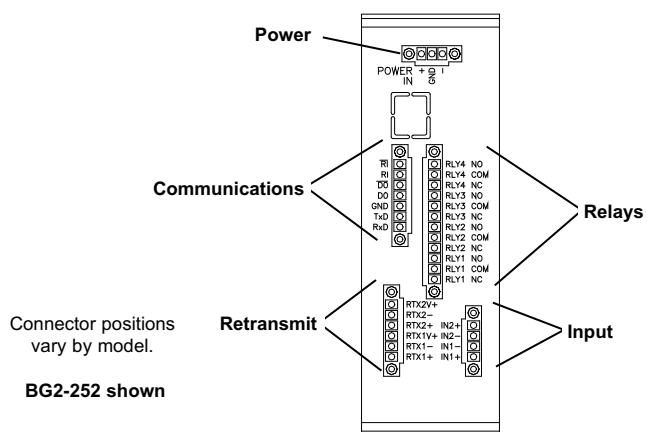 Power
POWER IN
+
GND
−
Communications
R̅I̅
RI
D̅O̅
DO
GND
TxD
RxD
RLY4 NO
RLY4 COM
RLY4 NC
RLY3 NO
RLY3 COM
RLY3 NC
RLY2 NO
RLY2 COM
RLY2 NC
RLY1 NO
RLY1 COM
RLY1 NC
Relays
Retransmit
RTX2V+
RTX2−
RTX2+
RTX1V+
RTX1−
RTX1+
IN2+
IN2−
IN1−
IN1+
Input
Connector positions
vary by model.
BG2-252 shown